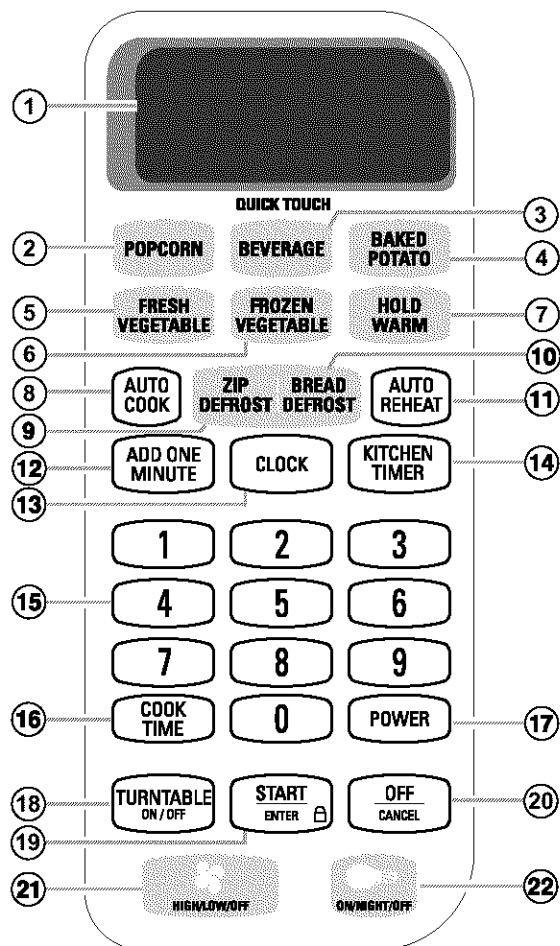 1
QUICK TOUCH
3
2 POPCORN BEVERAGE BAKED
POTATO 4
5 FRESH
VEGETABLE FROZEN
VEGETABLE HOLD
WARM 7
6
10
8 AUTO
COOK ZIP
DEFROST BREAD
DEFROST AUTO
REHEAT 11
9
12 ADD ONE
MINUTE CLOCK KITCHEN
TIMER 14
13
1 2 3
15 4 5 6
7 8 9
16 COOK
TIME 0 POWER 17
18 TURNTABLE
ON / OFF START
ENTER OFF
CANCEL 20
19
21 HIGH/LOW/OFF ON/NIGHT/OFF 22